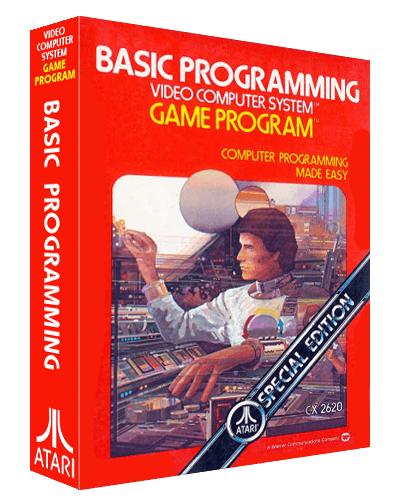 VIDEO
COMPUTER
SYSTEM
GAME
PROGRAM
BASIC PROGRAMMING
ATARI
BASIC PROGRAMMING
VIDEO COMPUTER SYSTEM™
GAME PROGRAM™
COMPUTER PROGRAMMING
MADE EASY
SPECIAL EDITION
ATARI
CX 2620
A Warner Communications Company